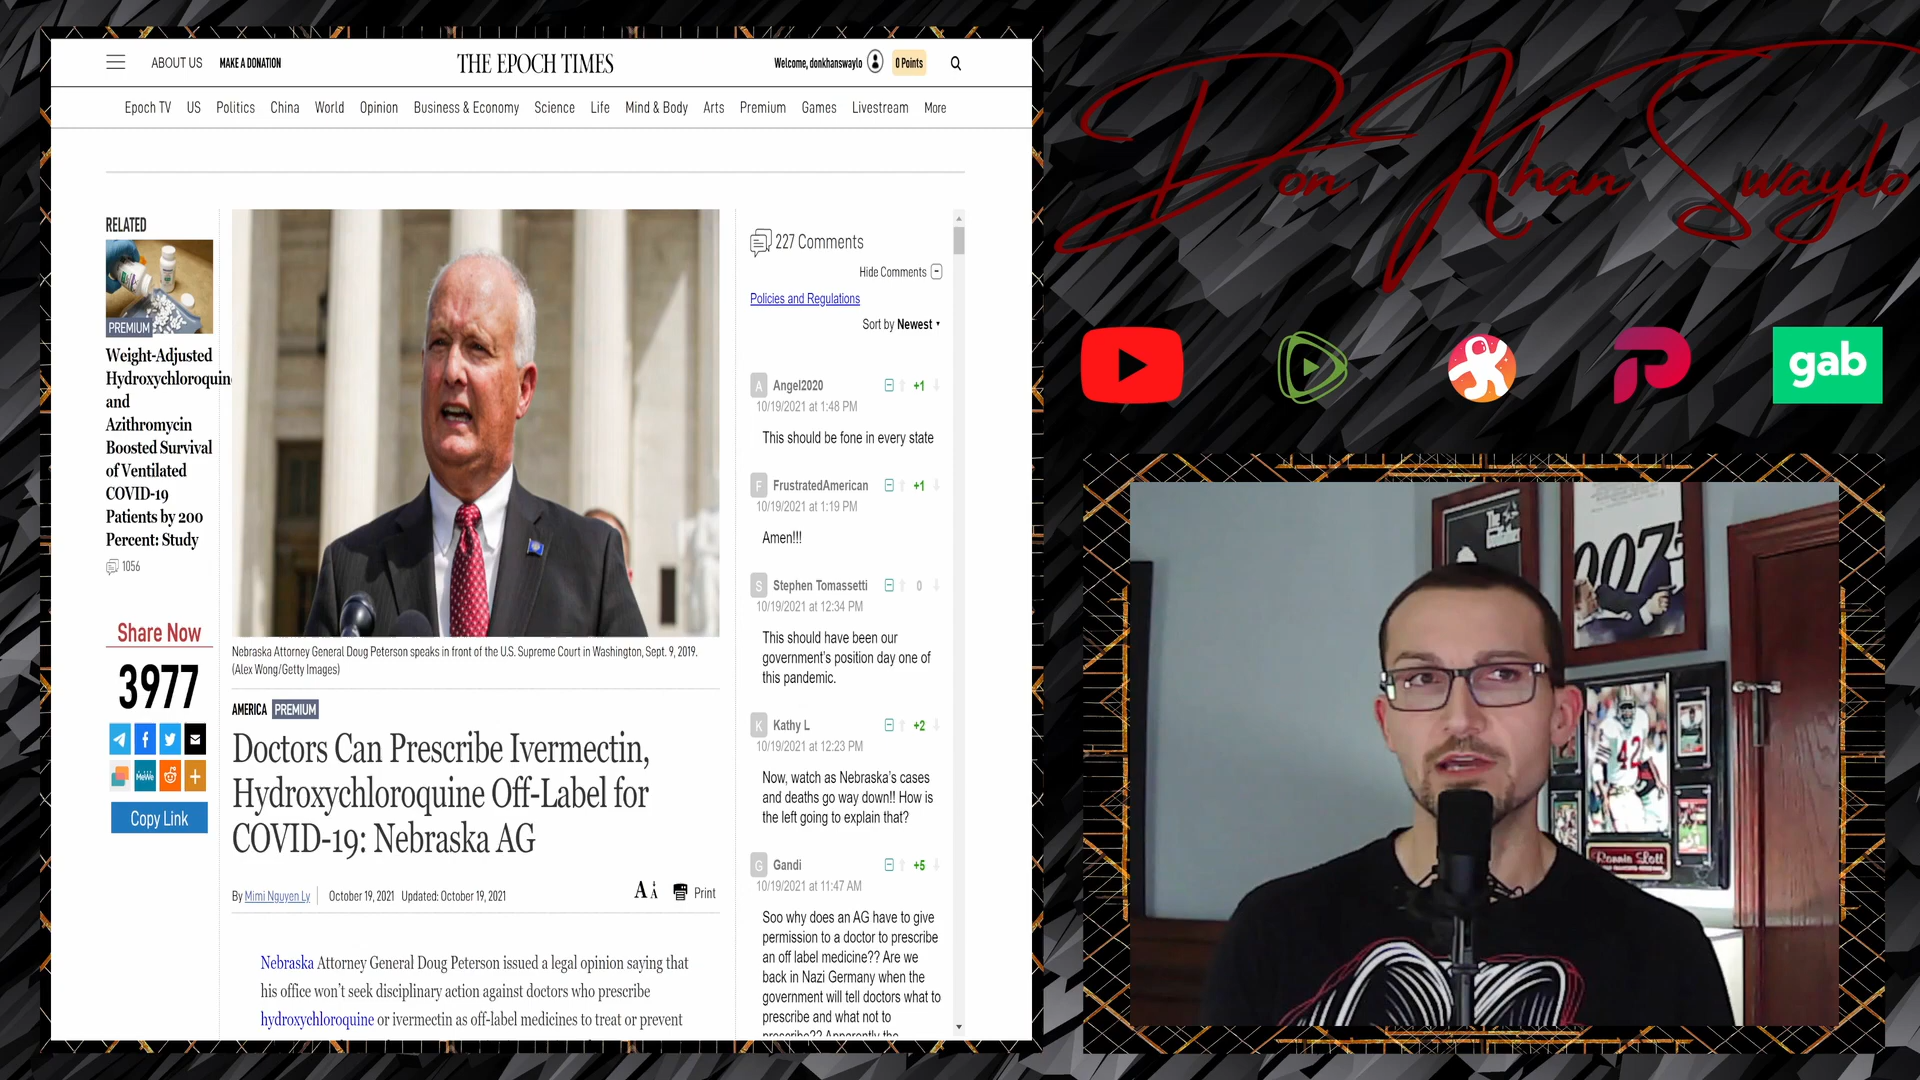 ABOUT US
MAKE A DONATION
THE EPOCH TIMES
Welcome, donkhanswaylo
0 Points
Epoch TV US Politics China World Opinion Business & Economy Science Life Mind & Body Arts Premium Games Livestream More
RELATED
PREMIUM
Weight-Adjusted
Hydroxychloroquin
and
Azithromycin
Boosted Survival
of Ventilated
COVID-19
Patients by 200
Percent: Study
1056
Share Now
3977
MeWe
Copy Link
Nebraska Attorney General Doug Peterson speaks in front of the U.S. Supreme Court in Washington, Sept. 9, 2019.
(Alex Wong/Getty Images)
AMERICA PREMIUM
Doctors Can Prescribe Ivermectin,
Hydroxychloroquine Off-Label for
COVID-19: Nebraska AG
By Mimi Nguyen Ly October 19, 2021 Updated: October 19, 2021
A A Print
Nebraska Attorney General Doug Peterson issued a legal opinion saying that
his office won't seek disciplinary action against doctors who prescribe
hydroxychloroquine or ivermectin as off-label medicines to treat or prevent
227 Comments
Hide Comments
Policies and Regulations
Sort by Newest
A Angel2020 +1
10/19/2021 at 1:48 PM
This should be fone in every state
F FrustratedAmerican +1
10/19/2021 at 1:19 PM
Amen!!!
S Stephen Tomassetti 0
10/19/2021 at 12:34 PM
This should have been our
government's position day one of
this pandemic.
K Kathy L +2
10/19/2021 at 12:23 PM
Now, watch as Nebraska's cases
and deaths go way down!! How is
the left going to explain that?
G Gandi +5
10/19/2021 at 11:47 AM
Soo why does an AG have to give
permission to a doctor to prescribe
an off label medicine?? Are we
back in Nazi Germany when the
government will tell doctors what to
prescribe and what not to
prescribe?? Apparently the
Don Khan Swaylo
gab
The Godfather
007
42
Ronnie Lott